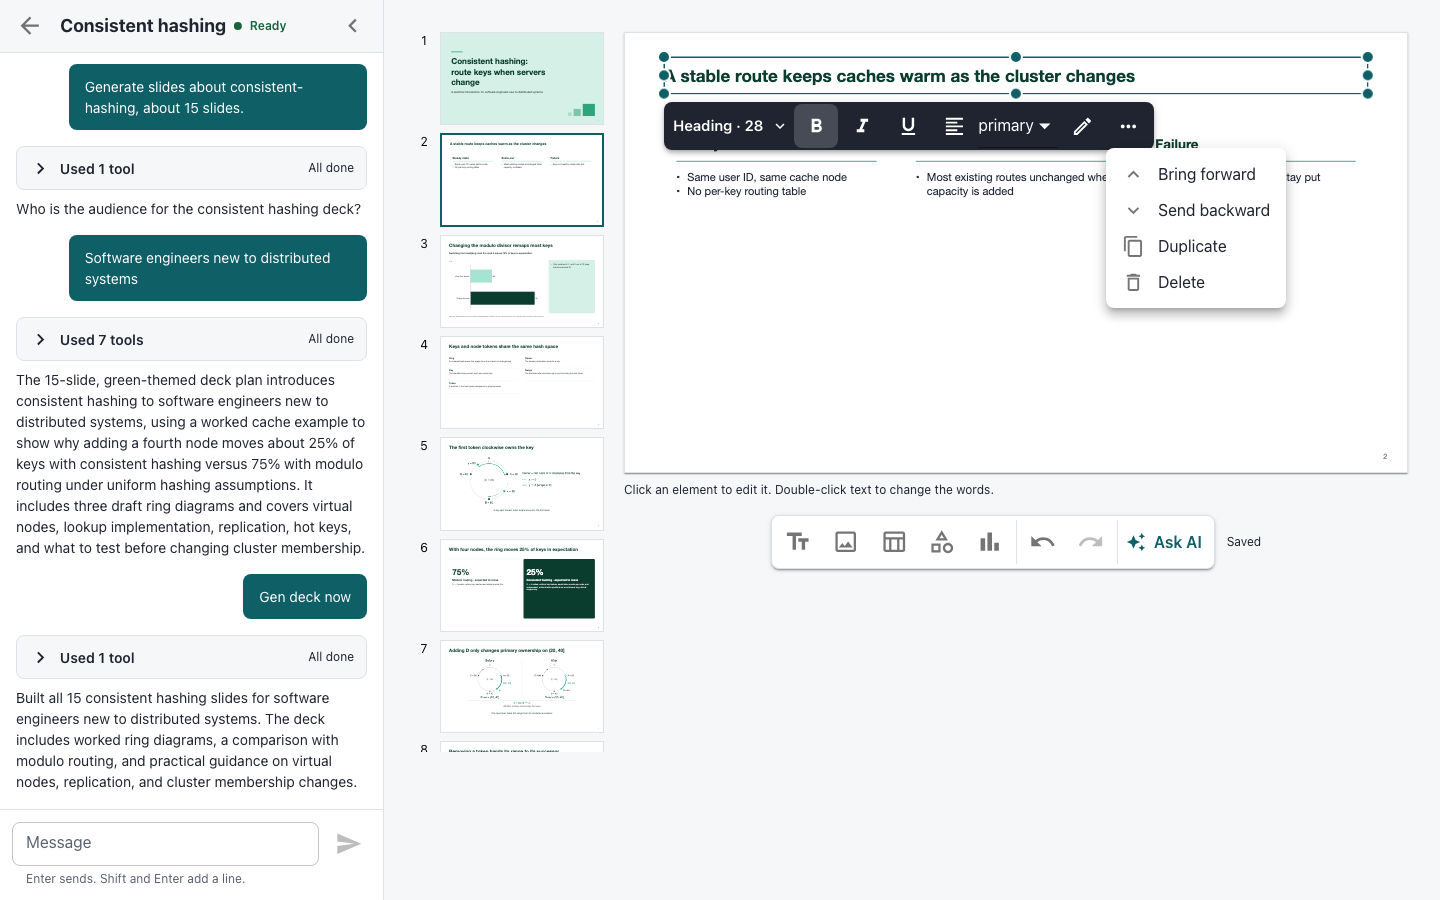 Consistent hashing
Ready
Generate slides about consistent-
hashing, about 15 slides.
Used 1 tool
All done
Who is the audience for the consistent hashing deck?
Software engineers new to distributed
systems
Used 7 tools
All done
The 15-slide, green-themed deck plan introduces
consistent hashing to software engineers new to
distributed systems, using a worked cache example to
show why adding a fourth node moves about 25% of
keys with consistent hashing versus 75% with modulo
routing under uniform hashing assumptions. It
includes three draft ring diagrams and covers virtual
nodes, lookup implementation, replication, hot keys,
and what to test before changing cluster membership.
Gen deck now
Used 1 tool
All done
Built all 15 consistent hashing slides for software
engineers new to distributed systems. The deck
includes worked ring diagrams, a comparison with
modulo routing, and practical guidance on virtual
nodes, replication, and cluster membership changes.
Message
Enter sends. Shift and Enter add a line.
1
Consistent hashing:
route keys when servers
change
2
A stable route keeps caches warm as the cluster changes
Failure
3
Changing the modulo divisor remaps most keys
4
Keys and node tokens share the same hash space
5
The first token clockwise owns the key
6
With four nodes, the ring moves 25% of keys in expectation
75%
25%
7
Adding D only changes primary ownership on (20, 40]
Before
After
8
A stable route keeps caches warm as the cluster changes
Heading · 28
B
I
U
primary
Failure
• Same user ID, same cache node
• No per-key routing table
• Most existing routes unchanged whe
capacity is added
tay put
Bring forward
Send backward
Duplicate
Delete
2
Click an element to edit it. Double-click text to change the words.
Ask AI
Saved